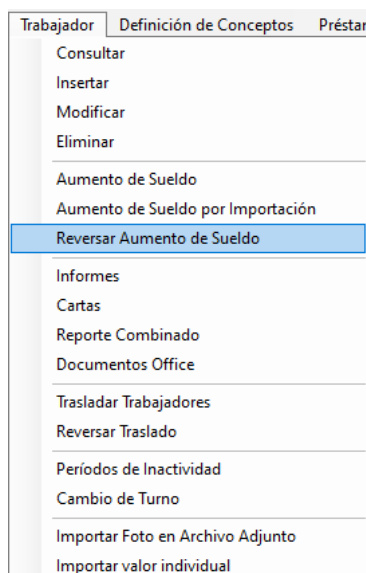 Trabajador Definición de Conceptos Préstar
Consultar
Insertar
Modificar
Eliminar
Aumento de Sueldo
Aumento de Sueldo por Importación
Reversar Aumento de Sueldo
Informes
Cartas
Reporte Combinado
Documentos Office
Trasladar Trabajadores
Reversar Traslado
Períodos de Inactividad
Cambio de Turno
Importar Foto en Archivo Adjunto
Importar valor individual